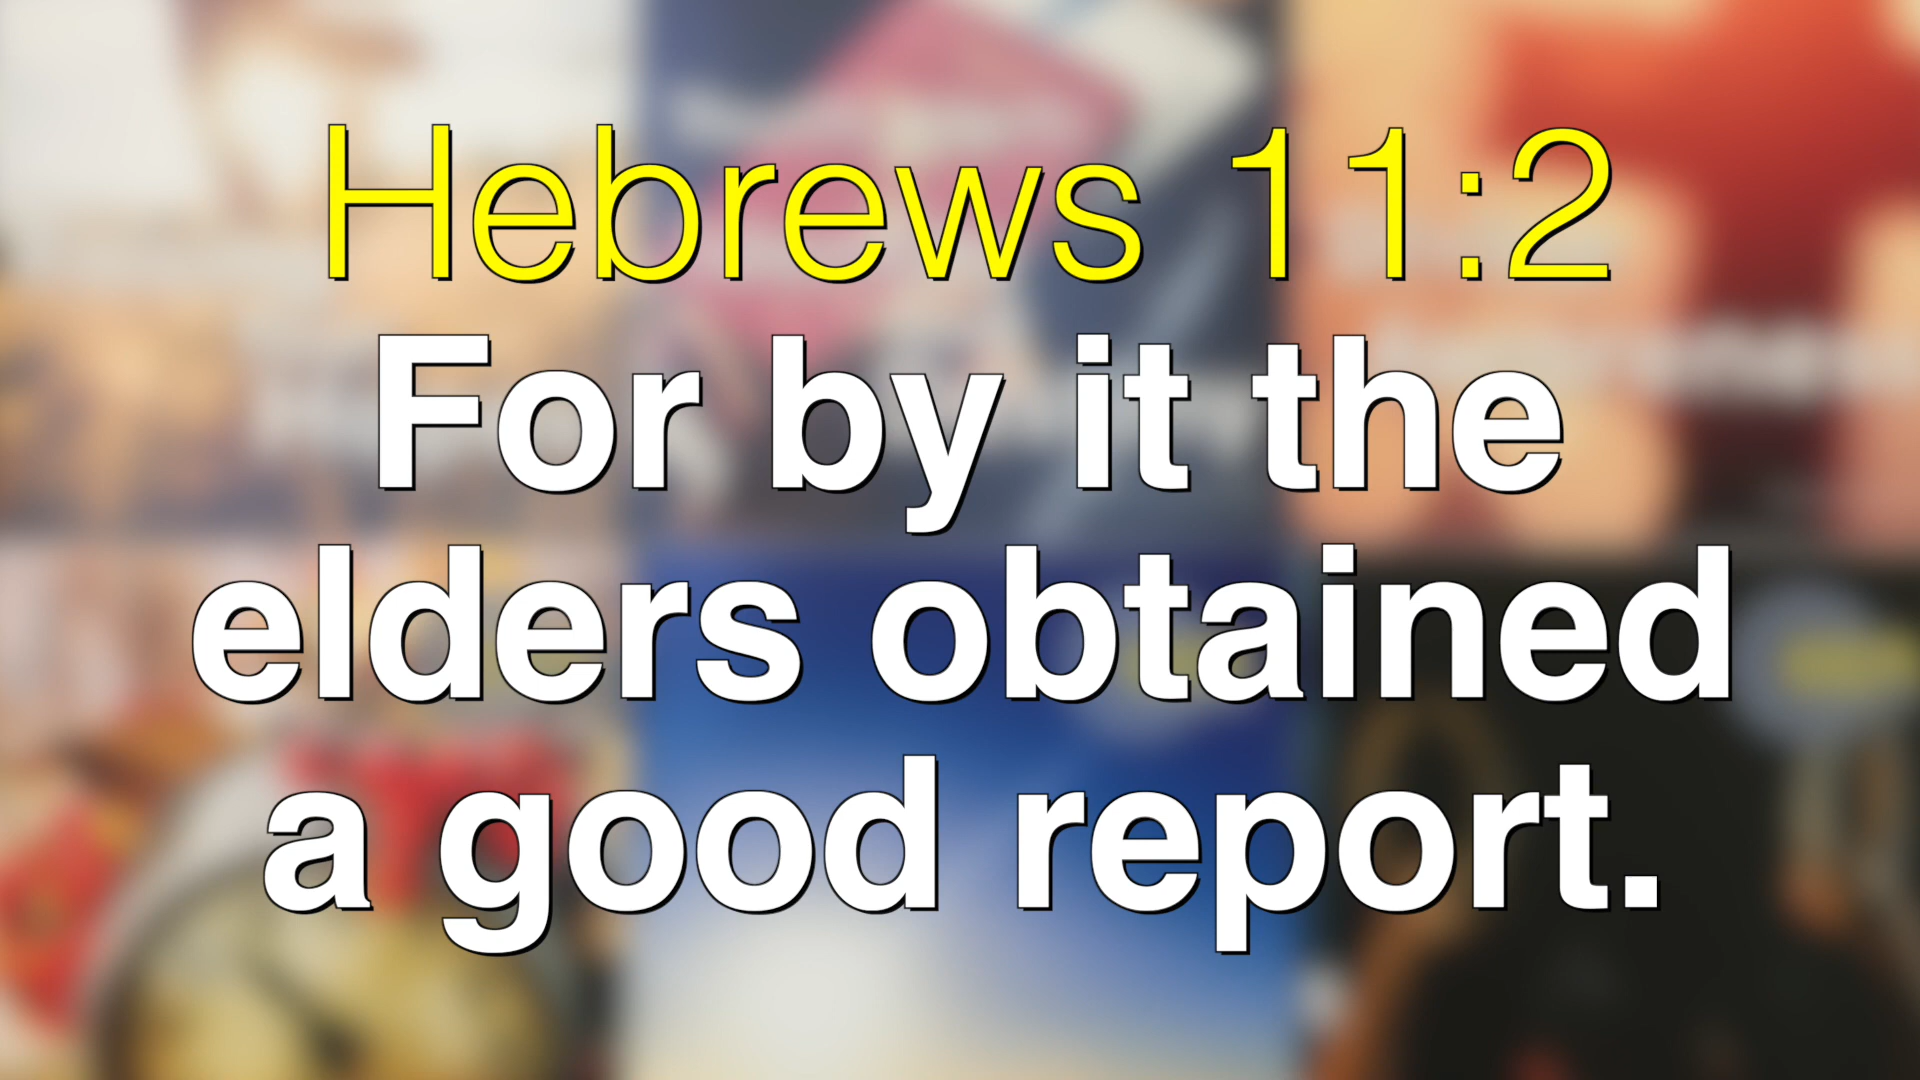 Hebrews 11:2
For by it the
elders obtained
a good report.